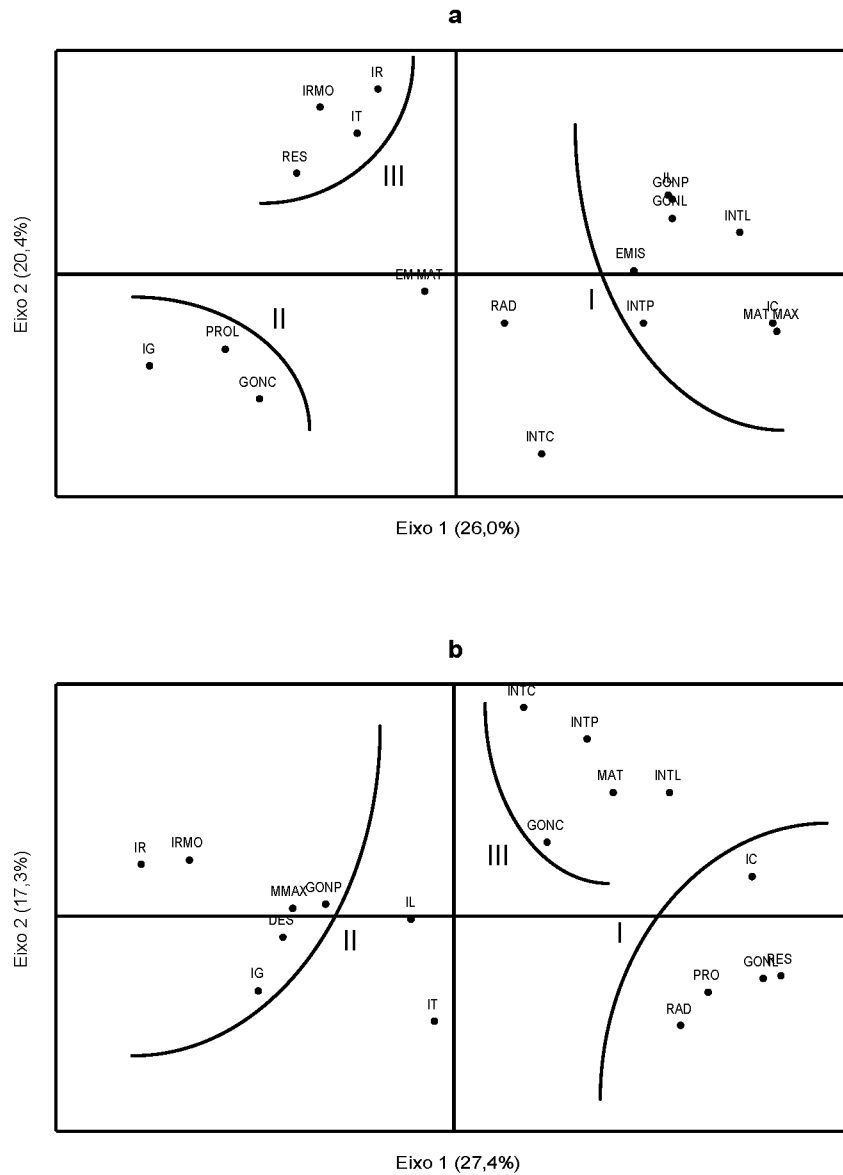 a
IR
IRMO
IT
RES
III
IL
GONP
GONL
INTL
EMIS
EM MAT
I
II
RAD
INTP
IC
MAT MAX
PROL
IG
GONC
INTC
Eixo 2 (20,4%)
Eixo 1 (26,0%)
b
INTC
INTP
MAT
INTL
GONC
III
IC
IR
IRMO
MMAX
GONP
DES
II
IL
I
IG
GONL
RES
PRO
IT
RAD
Eixo 2 (17,3%)
Eixo 1 (27,4%)